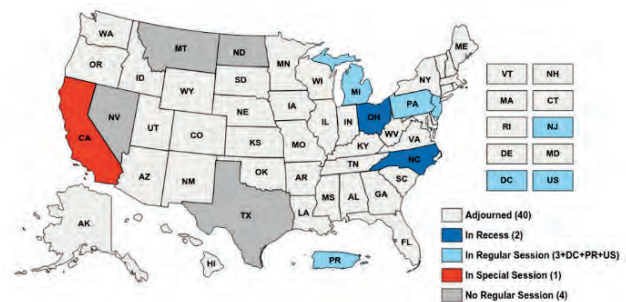 WA
MT
ND
ME
OR
MN
ID
SD
WI
NY
MI
WY
IA
PA
NE
NV
IL
IN
OH
UT
CO
WV
CA
KS
MO
KY
VA
NC
TN
AZ
NM
OK
AR
SC
MS
AL
GA
TX
LA
AK
FL
HI
PR
VT
NH
MA
CT
RI
NJ
DE
MD
DC
US
Adjourned (40)
In Recess (2)
In Regular Session (3+DC+PR+US)
In Special Session (1)
No Regular Session (4)